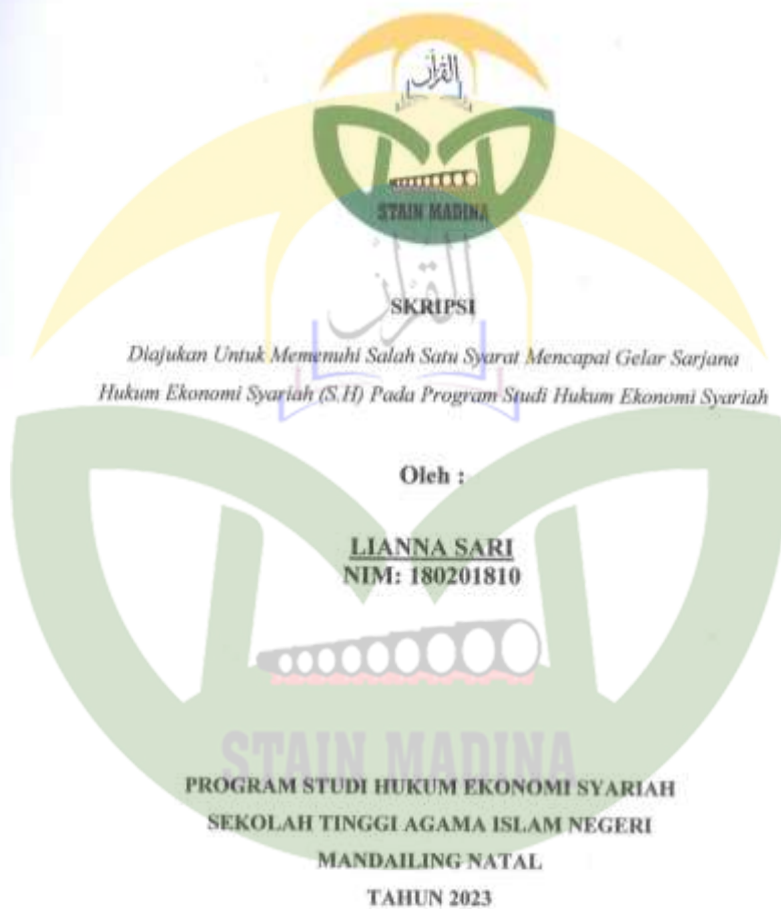 القرآن
STAIN MADINA
القرآن
SKRIPSI
Diajukan Untuk Memenuhi Salah Satu Syarat Mencapai Gelar Sarjana
Hukum Ekonomi Syariah (S.H) Pada Program Studi Hukum Ekonomi Syariah
Oleh :
LIANNA SARI
NIM: 180201810
STAIN MADINA
PROGRAM STUDI HUKUM EKONOMI SYARIAH
SEKOLAH TINGGI AGAMA ISLAM NEGERI
MANDAILING NATAL
TAHUN 2023